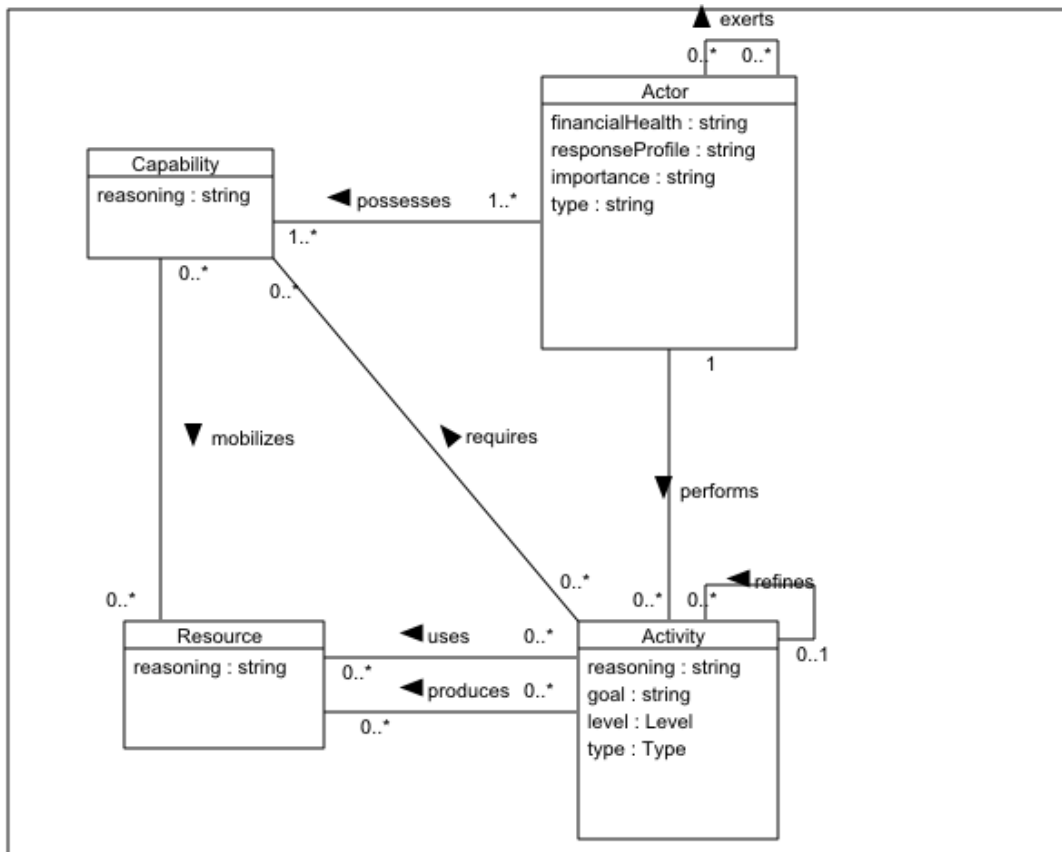 exerts
0..* 0..*
Actor
financialHealth : string
responseProfile : string
importance : string
type : string
Capability
reasoning : string
possesses 1..*
1..*
0..*
0..*
1
mobilizes
requires
performs
0..*
0..*
0..*
0..*
refines
0..1
Resource
reasoning : string
uses 0..*
0..*
produces 0..*
0..*
Activity
reasoning : string
goal : string
level : Level
type : Type